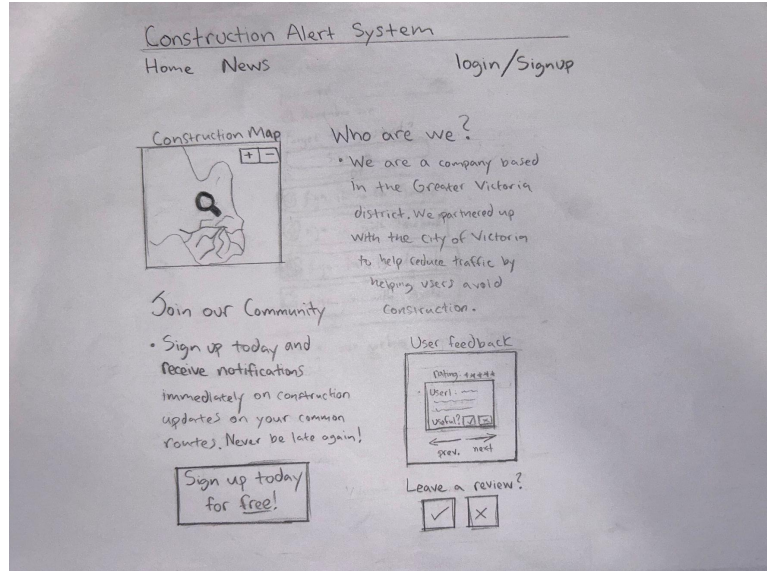 Construction Alert System
Home News login/Signup
Construction Map
+ -
Who are we?
• We are a company based
in the Greater Victoria
district. We partnered up
with the city of Victoria
to help reduce traffic by
helping users avoid
construction.
Join our Community
• Sign up today and
receive notifications
immediately on construction
updates on your common
routes. Never be late again!
Sign up today
for free!
User feedback
rating: ★★★★★
User1:
Useful? ✓ ×
prev. next
Leave a review?
✓ ×